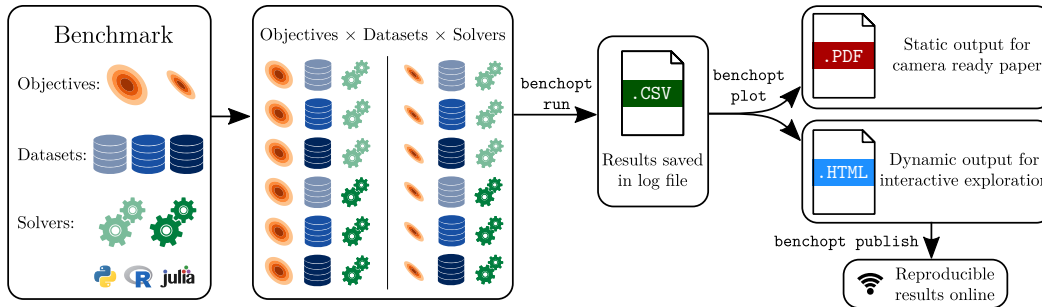 Benchmark
Objectives:
Datasets:
Solvers:
R
julia
Objectives × Datasets × Solvers
benchopt
run
.CSV
Results saved
in log file
benchopt
plot
.PDF
Static output for
camera ready paper
.HTML
Dynamic output for
interactive exploration
benchopt publish
Reproducible
results online